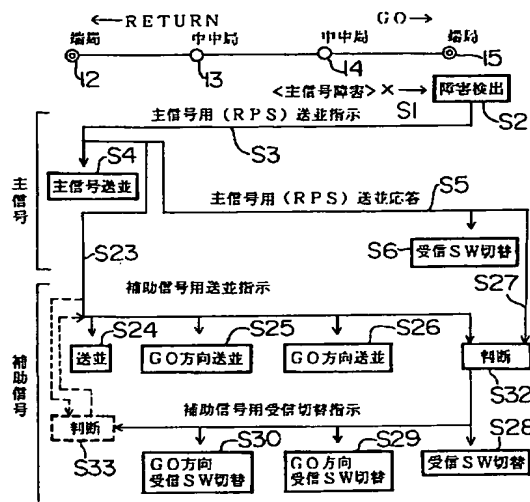 ←RETURN GO→
端局 中中局 中中局 端局
12 13 14 15
<主信号障害> × → 障害検出
S1 S2
主信号用(RPS)送並指示
S3
S4
主信号送並
主信号用(RPS)送並応答
S5
主信号
S23
S6
受信SW切替
S27
補助信号用送並指示
S24 S25 S26
送並 GO方向送並 GO方向送並 判断
S32
補助信号
補助信号用受信切替指示
判断
S33
S30 S29 S28
GO方向 GO方向 受信SW切替
受信SW切替 受信SW切替